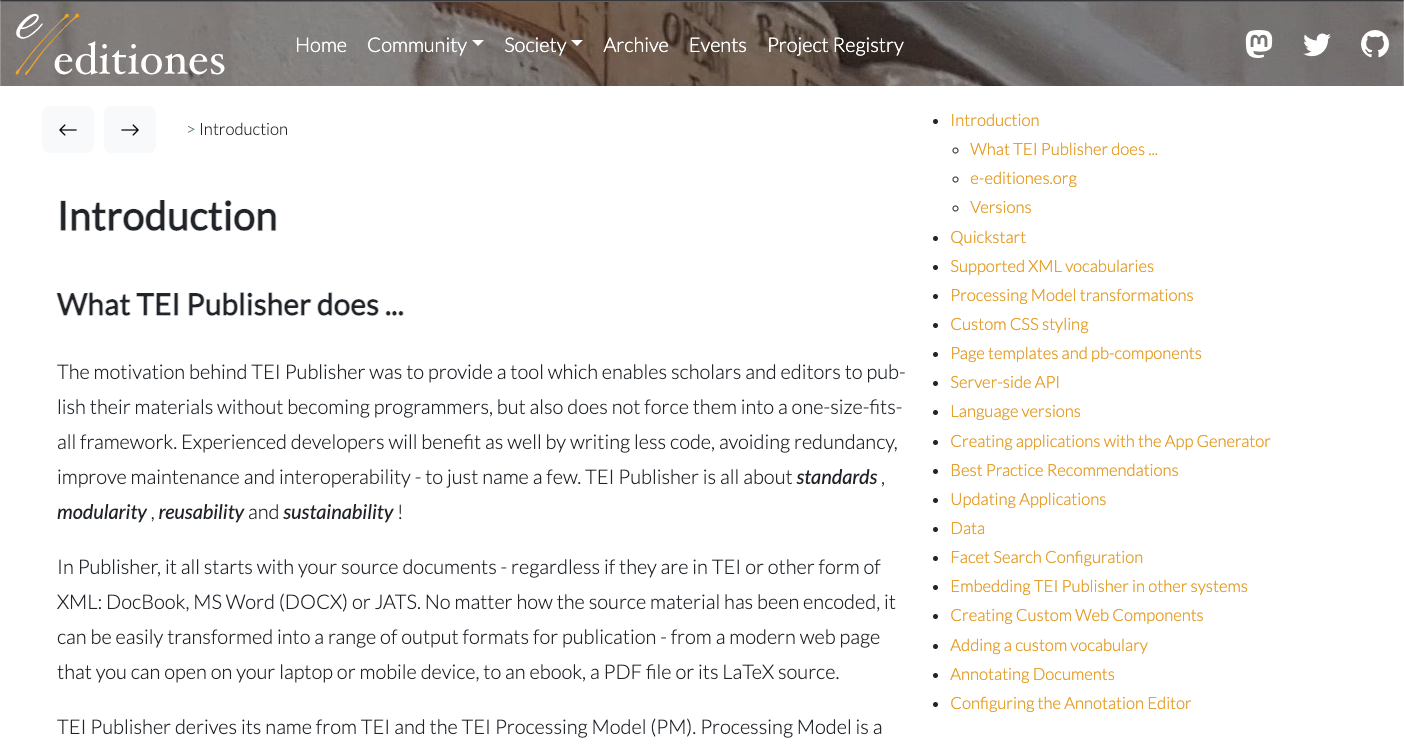 e
editiones
Home Community Society Archive Events Project Registry
← → > Introduction
Introduction
What TEI Publisher does ...
The motivation behind TEI Publisher was to provide a tool which enables scholars and editors to pub-
lish their materials without becoming programmers, but also does not force them into a one-size-fits-
all framework. Experienced developers will benefit as well by writing less code, avoiding redundancy,
improve maintenance and interoperability - to just name a few. TEI Publisher is all about standards ,
modularity , reusability and sustainability !
In Publisher, it all starts with your source documents - regardless if they are in TEI or other form of
XML: DocBook, MS Word (DOCX) or JATS. No matter how the source material has been encoded, it
can be easily transformed into a range of output formats for publication - from a modern web page
that you can open on your laptop or mobile device, to an ebook, a PDF file or its LaTeX source.
TEI Publisher derives its name from TEI and the TEI Processing Model (PM). Processing Model is a
Introduction
What TEI Publisher does ...
e-editiones.org
Versions
Quickstart
Supported XML vocabularies
Processing Model transformations
Custom CSS styling
Page templates and pb-components
Server-side API
Language versions
Creating applications with the App Generator
Best Practice Recommendations
Updating Applications
Data
Facet Search Configuration
Embedding TEI Publisher in other systems
Creating Custom Web Components
Adding a custom vocabulary
Annotating Documents
Configuring the Annotation Editor